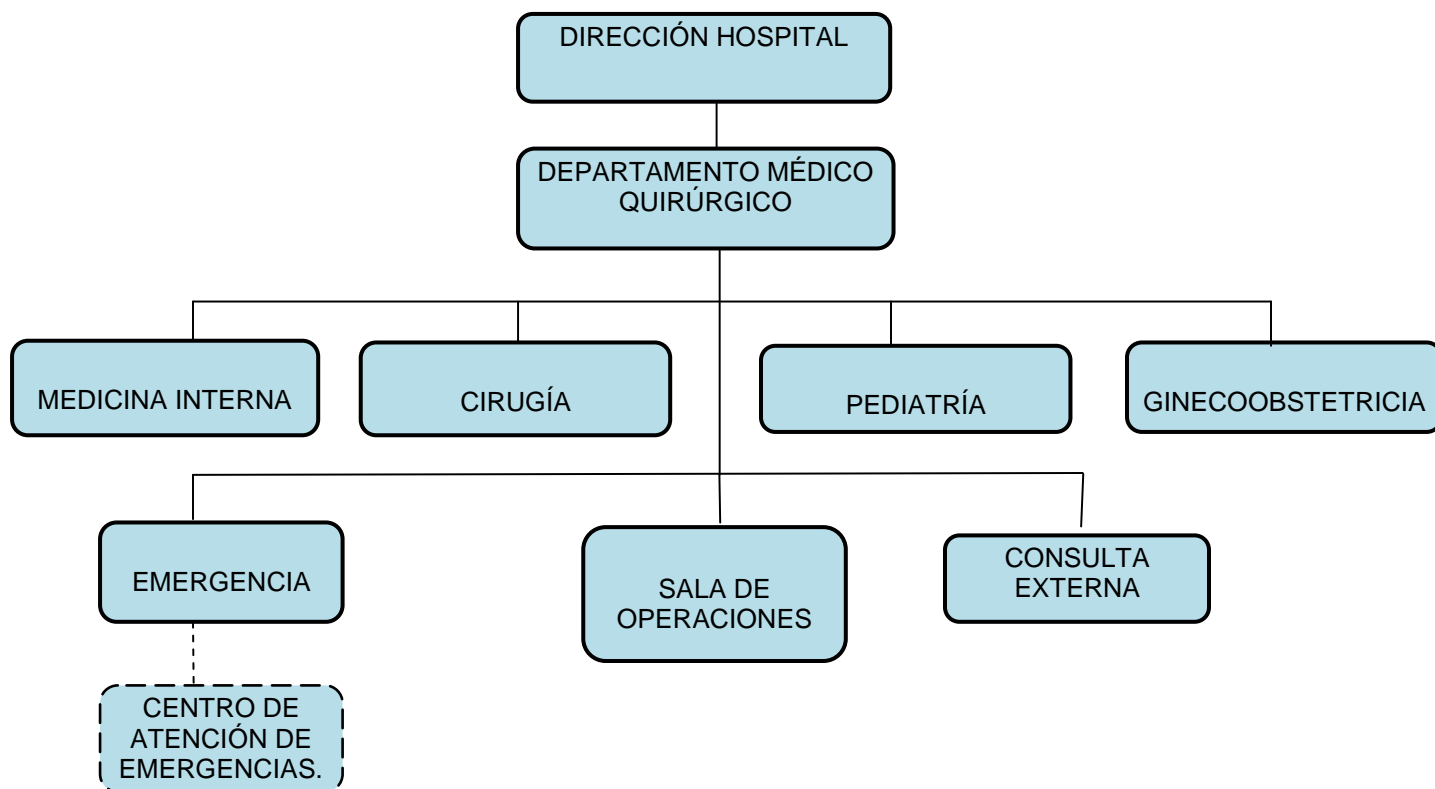 DIRECCIÓN HOSPITAL
DEPARTAMENTO MÉDICO
QUIRÚRGICO
MEDICINA INTERNA
CIRUGÍA
PEDIATRÍA
GINECOOBSTETRICIA
EMERGENCIA
SALA DE
OPERACIONES
CONSULTA
EXTERNA
CENTRO DE
ATENCIÓN DE
EMERGENCIAS.